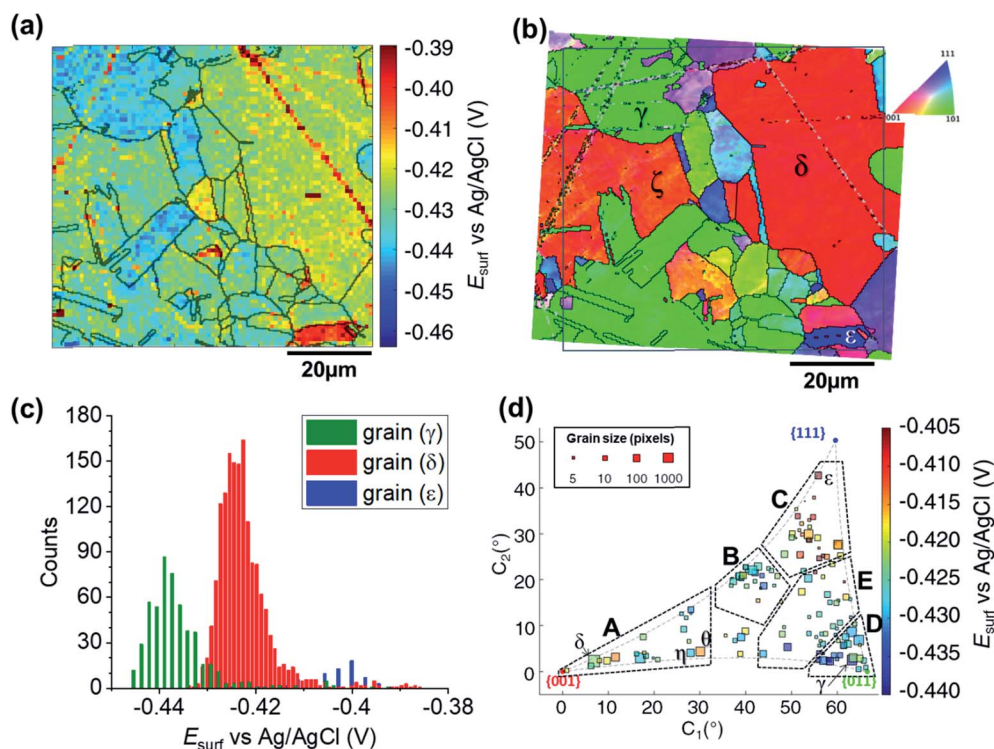 (a)
-0.39
-0.40
-0.41
-0.42
-0.43
-0.44
-0.45
-0.46
E_surf vs Ag/AgCl (V)
20μm
(b)
γ
δ
ζ
ε
111
001
101
20μm
(c)
180
150
120
90
60
30
0
Counts
grain (γ)
grain (δ)
grain (ε)
-0.44
-0.42
-0.4
-0.38
E_surf vs Ag/AgCl (V)
(d)
Grain size (pixels)
5 10 100 1000
{111}
50
40
30
20
10
0
C₂(°)
A
B
C
D
E
δ
η
θ
ε
γ
{001}
{011}
0 10 20 30 40 50 60 70
C₁(°)
-0.405
-0.410
-0.415
-0.420
-0.425
-0.430
-0.435
-0.440
E_surf vs Ag/AgCl (V)